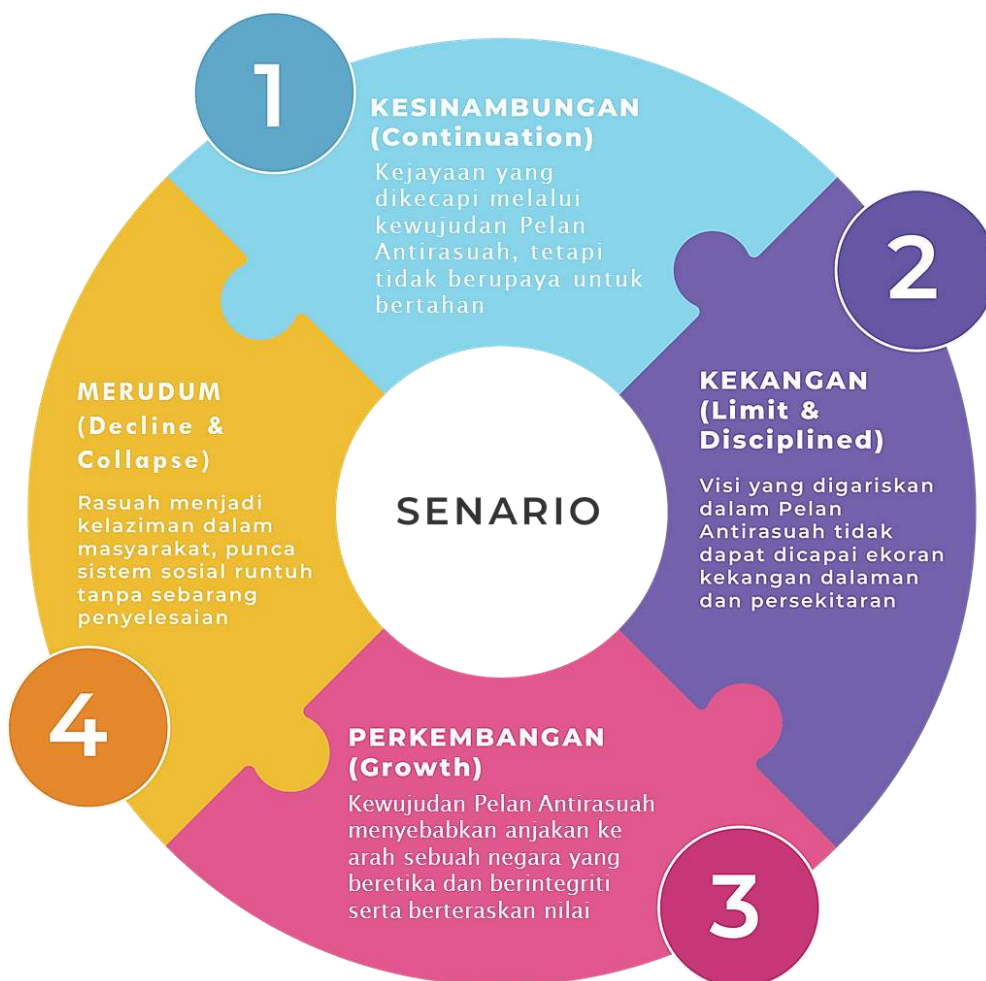 1
KESINAMBUNGAN
(Continuation)
Kejayaan yang
dikecapi melalui
kewujudan Pelan
Antirasuah, tetapi
tidak berupaya untuk
bertahan
2
KEKANGAN
(Limit &
Disciplined)
Visi yang digariskan
dalam Pelan
Antirasuah tidak
dapat dicapai ekoran
kekangan dalaman
dan persekitaran
SENARIO
3
PERKEMBANGAN
(Growth)
Kewujudan Pelan Antirasuah
menyebabkan anjakan ke
arah sebuah negara yang
beretika dan berintegriti
serta berteraskan nilai
4
MERUDUM
(Decline &
Collapse)
Rasuah menjadi
kelaziman dalam
masyarakat, punca
sistem sosial runtuh
tanpa sebarang
penyelesaian